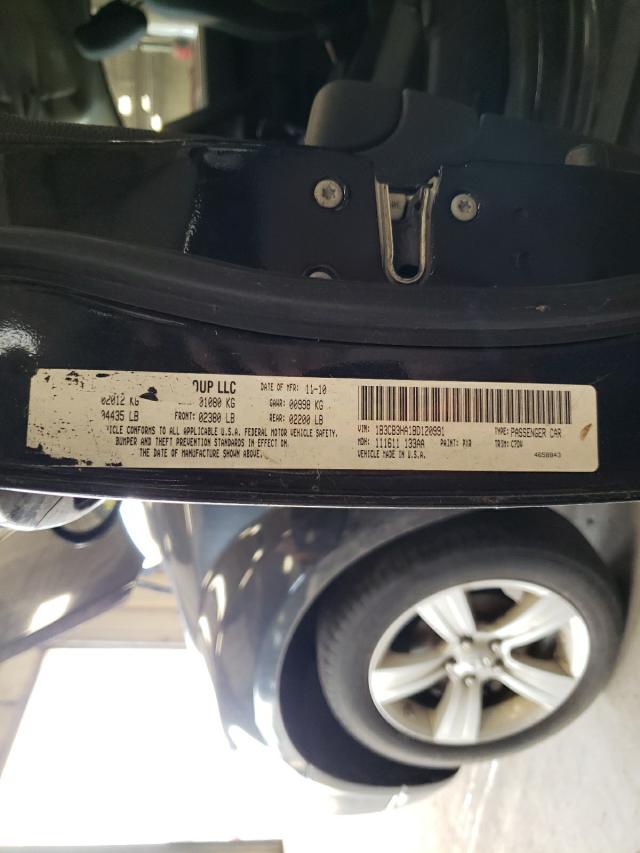 OUP LLC DATE OF MFR: 11-10
02012 KG 01080 KG GAWR: 00998 KG
04435 LB FRONT: 02380 LB REAR: 02200 LB
ICLE CONFORMS TO ALL APPLICABLE U.S.A. FEDERAL MOTOR VEHICLE SAFETY,
BUMPER AND THEFT PREVENTION STANDARDS IN EFFECT ON
THE DATE OF MANUFACTURE SHOWN ABOVE.
VIN: 1B3CB3HA1BD120991 TYPE: PASSENGER CAR
MDH: 111611 133AA PAINT: PXR TRIM: C7DV
VEHICLE MADE IN U.S.A. 4658843